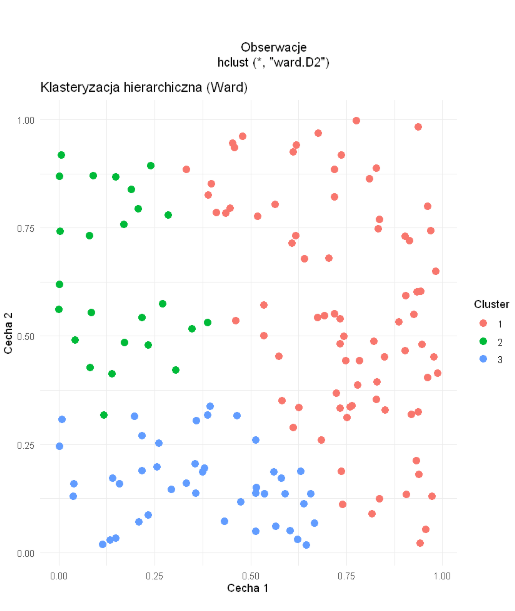 Obserwacje
hclust (*, "ward.D2")
Klasteryzacja hierarchiczna (Ward)
1.00
0.75
0.50
0.25
0.00
Cecha 2
0.00 0.25 0.50 0.75 1.00
Cecha 1
Cluster
1
2
3